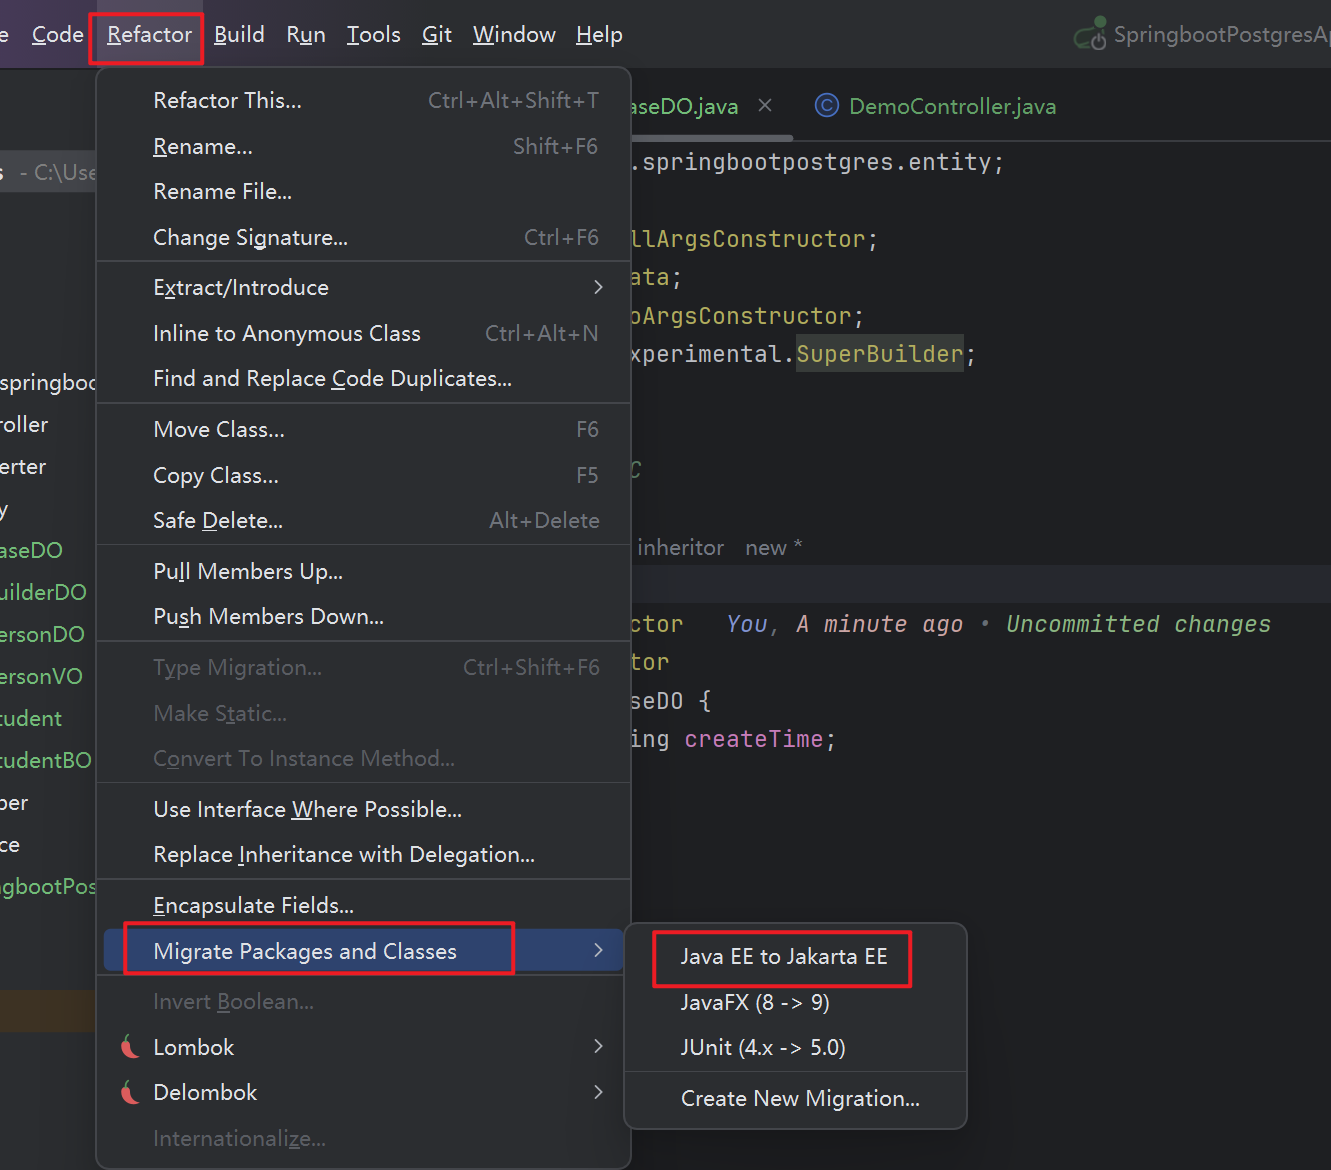 e Code Refactor Build Run Tools Git Window Help SpringbootPostgresAp
Refactor This... Ctrl+Alt+Shift+T
Rename... Shift+F6
Rename File...
Change Signature... Ctrl+F6
Extract/Introduce
Inline to Anonymous Class Ctrl+Alt+N
Find and Replace Code Duplicates...
Move Class... F6
Copy Class... F5
Safe Delete... Alt+Delete
Pull Members Up...
Push Members Down...
Type Migration... Ctrl+Shift+F6
Make Static...
Convert To Instance Method...
Use Interface Where Possible...
Replace Inheritance with Delegation...
Encapsulate Fields...
Migrate Packages and Classes
Invert Boolean...
Lombok
Delombok
Internationalize...
Java EE to Jakarta EE
JavaFX (8 -> 9)
JUnit (4.x -> 5.0)
Create New Migration...
s - C:\Use
springboo
roller
erter
y
aseDO
uilderDO
ersonDO
ersonVO
tudent
tudentBO
per
ce
ngbootPos
aseDO.java × C DemoController.java
.springbootpostgres.entity;
llArgsConstructor;
ata;
oArgsConstructor;
xperimental.SuperBuilder;
C
inheritor new *
ctor You, A minute ago • Uncommitted changes
tor
seDO {
ing createTime;